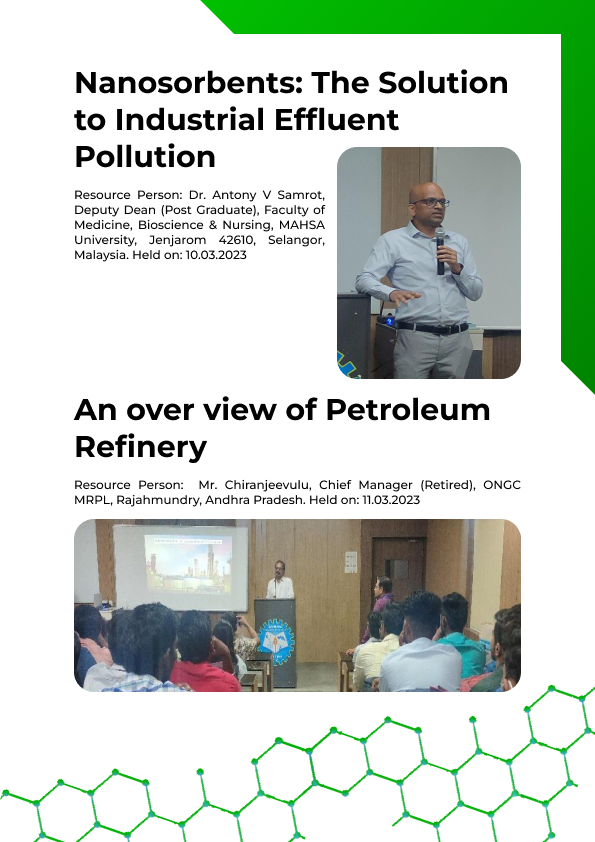 Nanosorbents: The Solution
to Industrial Effluent
Pollution
Resource Person: Dr. Antony V Samrot,
Deputy Dean (Post Graduate), Faculty of
Medicine, Bioscience & Nursing, MAHSA
University, Jenjarom 42610, Selangor,
Malaysia. Held on: 10.03.2023
An over view of Petroleum
Refinery
Resource Person:  Mr. Chiranjeevulu, Chief Manager (Retired), ONGC
MRPL, Rajahmundry, Andhra Pradesh. Held on: 11.03.2023